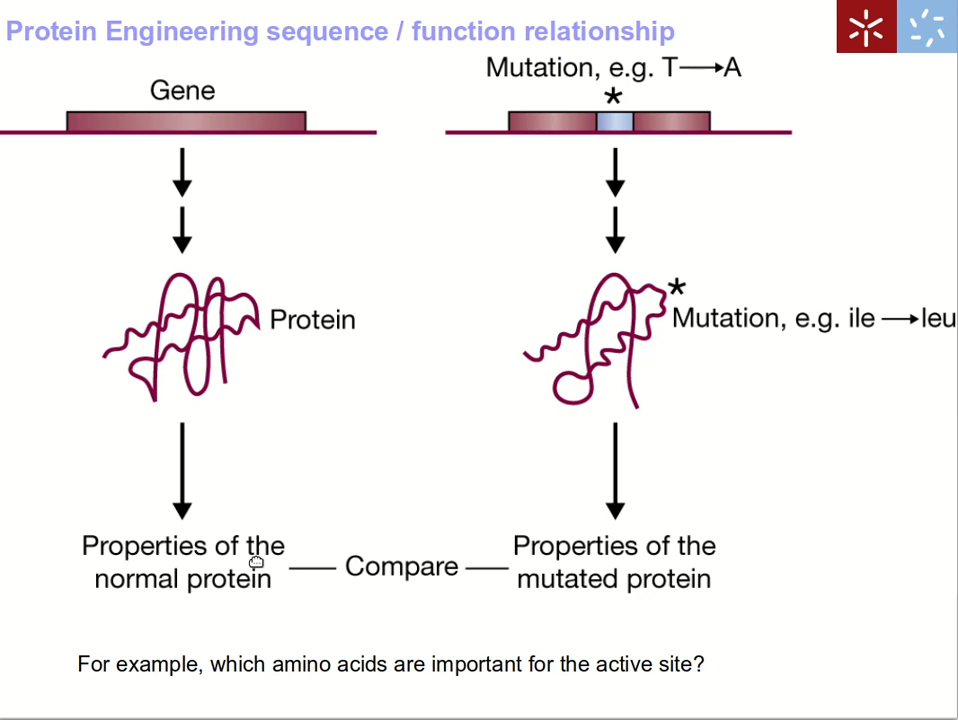 Protein Engineering sequence / function relationship
Mutation, e.g. T→A
Gene
*
Protein
*
Mutation, e.g. ile →leu
Properties of the
normal protein
Compare
Properties of the
mutated protein
For example, which amino acids are important for the active site?